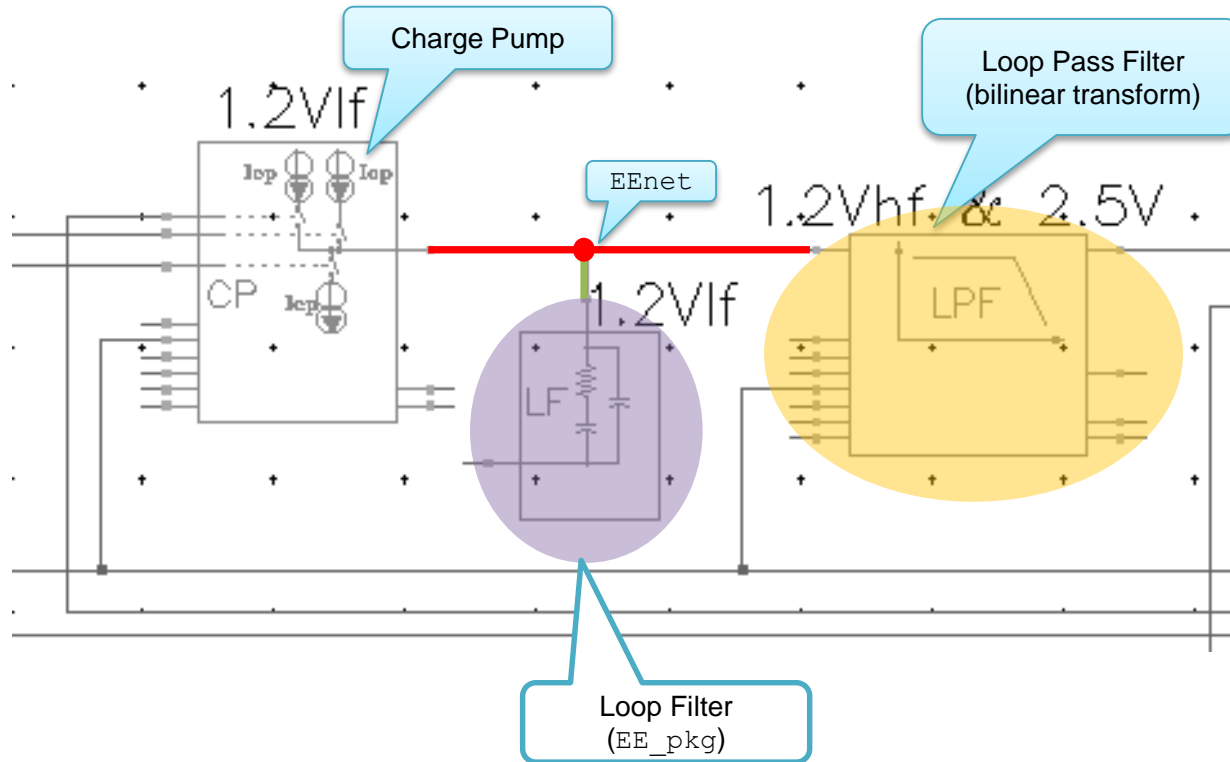 Charge Pump
Loop Pass Filter
(bilinear transform)
1.2Vlf
Icp Icp
EEnet
1.2Vhf & 2.5V
CP
Icp
1.2Vlf
LPF
LF
Loop Filter
(EE_pkg)